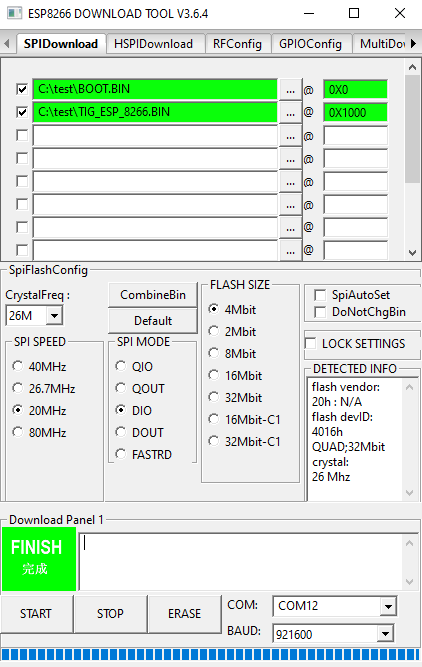 ESP8266 DOWNLOAD TOOL V3.6.4
SPIDownload HSPIDownload RFConfig GPIOConfig MultiDow
C:\test\BOOT.BIN ... @ 0X0
C:\test\TIG_ESP_8266.BIN ... @ 0X1000
... @
... @
... @
... @
... @
... @
SpiFlashConfig
CrystalFreq :
26M
CombineBin
Default
SPI SPEED
40MHz
26.7MHz
20MHz
80MHz
SPI MODE
QIO
QOUT
DIO
DOUT
FASTRD
FLASH SIZE
4Mbit
2Mbit
8Mbit
16Mbit
32Mbit
16Mbit-C1
32Mbit-C1
SpiAutoSet
DoNotChgBin
LOCK SETTINGS
DETECTED INFO
flash vendor:
20h : N/A
flash devID:
4016h
QUAD;32Mbit
crystal:
26 Mhz
Download Panel 1
FINISH
完成
START STOP ERASE
COM: COM12
BAUD: 921600